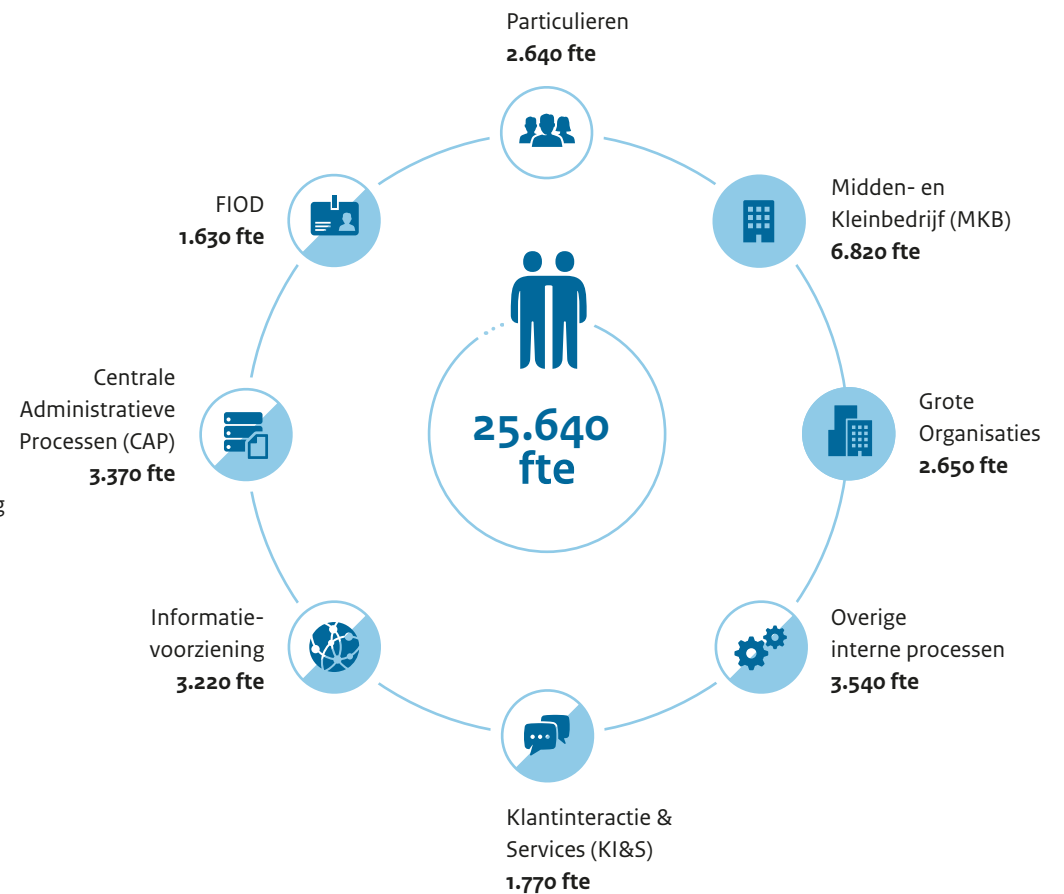 Particulieren
2.640 fte
Midden- en
Kleinbedrijf (MKB)
6.820 fte
Grote
Organisaties
2.650 fte
Overige
interne processen
3.540 fte
Klantinteractie &
Services (KI&S)
1.770 fte
Informatie-
voorziening
3.220 fte
Centrale
Administratieve
Processen (CAP)
3.370 fte
FIOD
1.630 fte
25.640
fte
g